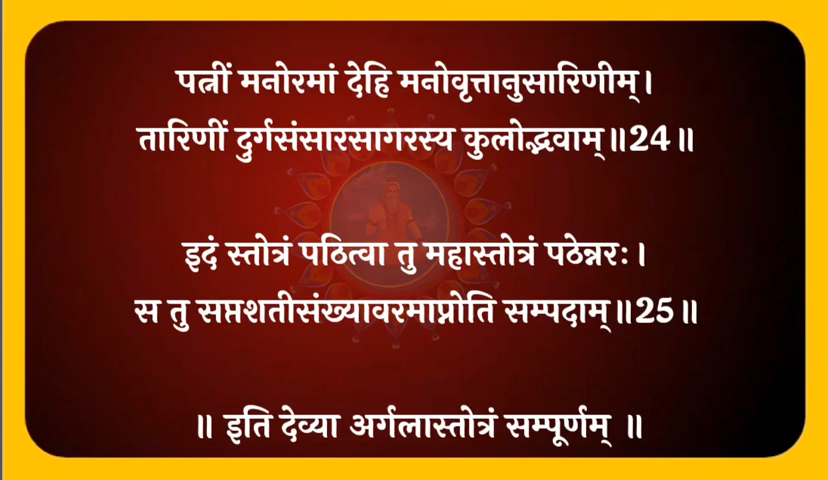 पत्नीं मनोरमां देहि मनोवृत्तानुसारिणीम्।
तारिणीं दुर्गसंसारसागरस्य कुलोद्भवाम्॥24॥
इदं स्तोत्रं पठित्वा तु महास्तोत्रं पठेन्नरः।
स तु सप्तशतीसंख्यावरमाप्नोति सम्पदाम्॥25॥
॥ इति देव्या अर्गलास्तोत्रं सम्पूर्णम् ॥